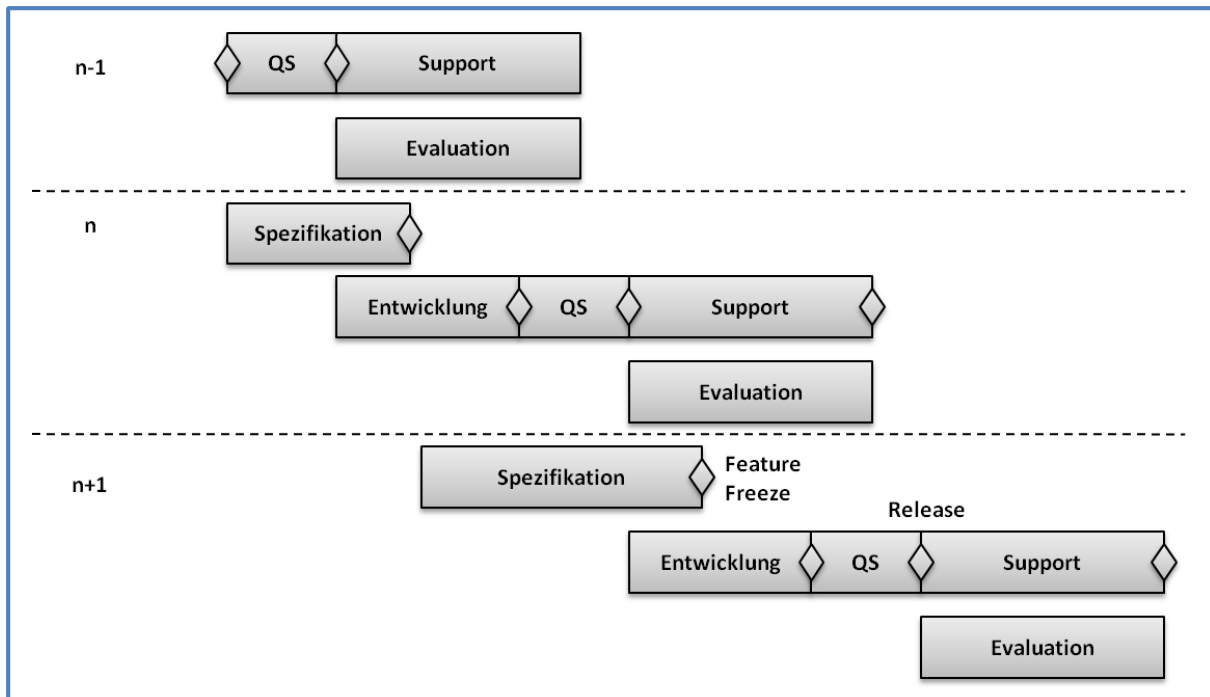 n-1
QS
Support
Evaluation
n
Spezifikation
Entwicklung
QS
Support
Evaluation
n+1
Spezifikation
Feature
Freeze
Release
Entwicklung
QS
Support
Evaluation